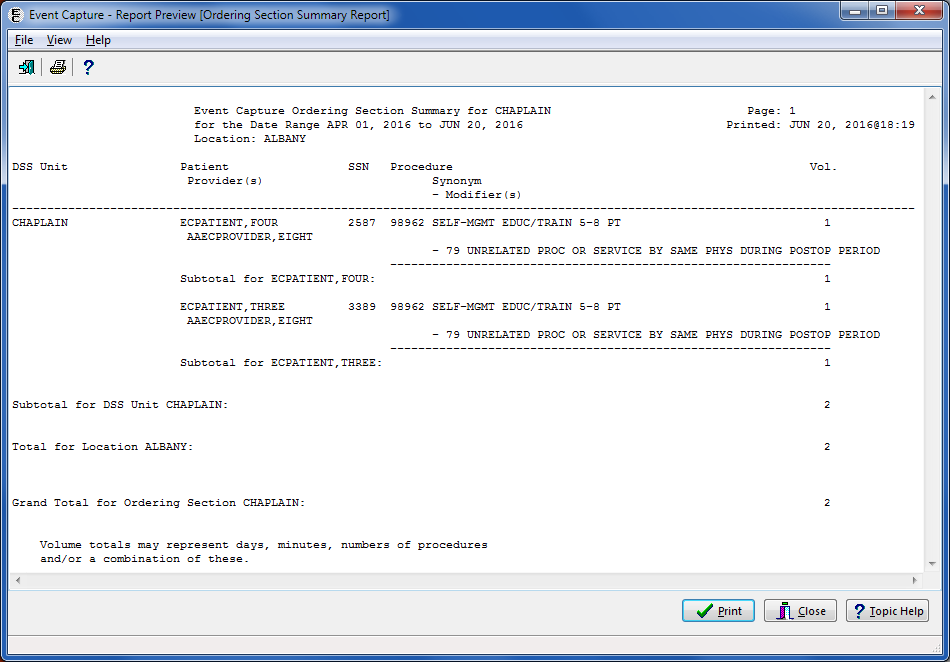 Event Capture - Report Preview [Ordering Section Summary Report]
File View Help
?
Event Capture Ordering Section Summary for CHAPLAIN Page: 1
for the Date Range APR 01, 2016 to JUN 20, 2016 Printed: JUN 20, 2016@18:19
Location: ALBANY
DSS Unit Patient SSN Procedure Vol.
Provider(s) Synonym
- Modifier(s)
CHAPLAIN ECPATIENT,FOUR 2587 98962 SELF-MGMT EDUC/TRAIN 5-8 PT 1
AAECPROVIDER,EIGHT
- 79 UNRELATED PROC OR SERVICE BY SAME PHYS DURING POSTOP PERIOD
Subtotal for ECPATIENT,FOUR: 1
ECPATIENT,THREE 3389 98962 SELF-MGMT EDUC/TRAIN 5-8 PT 1
AAECPROVIDER,EIGHT
- 79 UNRELATED PROC OR SERVICE BY SAME PHYS DURING POSTOP PERIOD
Subtotal for ECPATIENT,THREE: 1
Subtotal for DSS Unit CHAPLAIN: 2
Total for Location ALBANY: 2
Grand Total for Ordering Section CHAPLAIN: 2
Volume totals may represent days, minutes, numbers of procedures
and/or a combination of these.
Print Close ? Topic Help